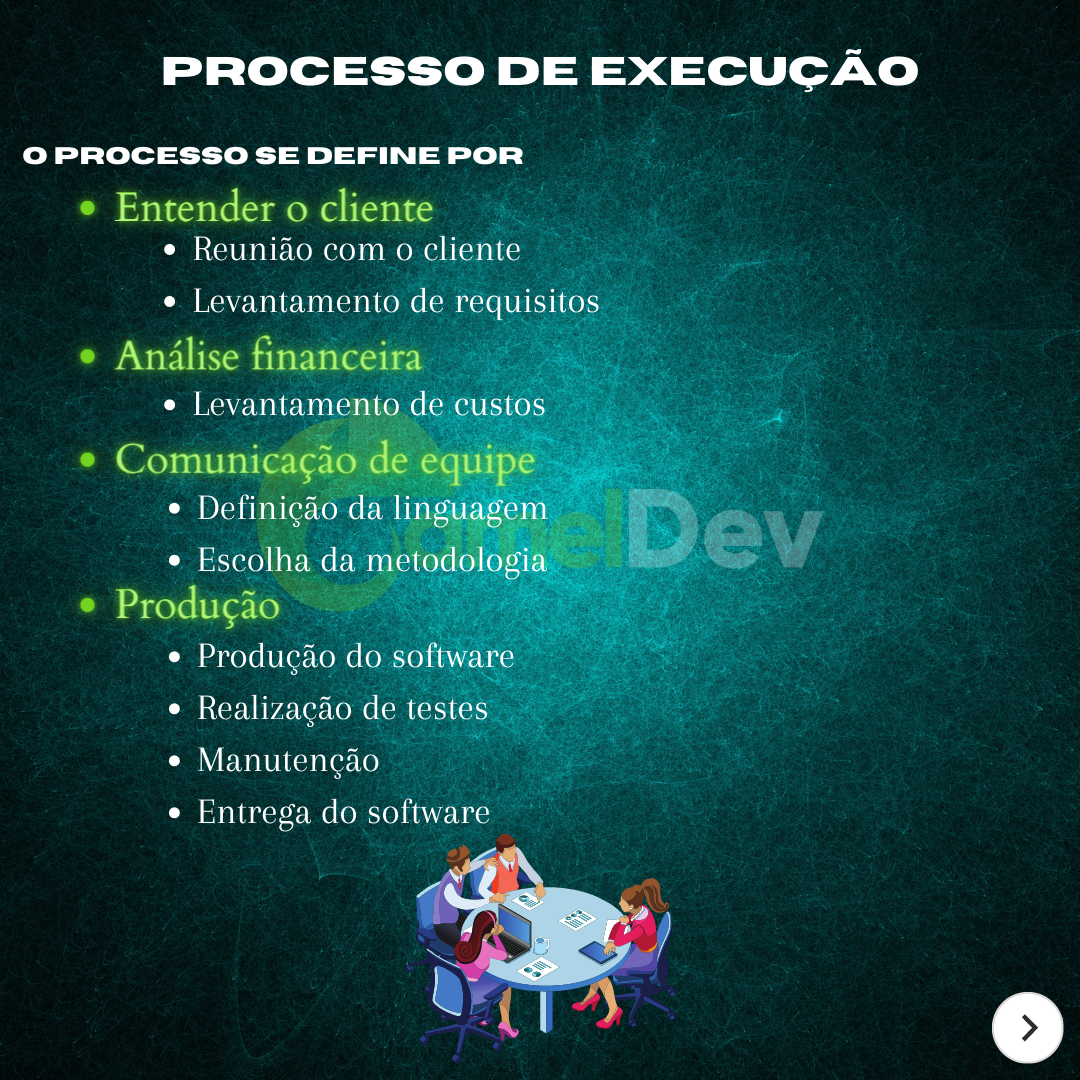 PROCESSO DE EXECUÇÃO
O PROCESSO SE DEFINE POR
Entender o cliente
Reunião com o cliente
Levantamento de requisitos
Análise financeira
Levantamento de custos
Comunicação de equipe
Definição da linguagem
Escolha da metodologia
CamelDev
Produção
Produção do software
Realização de testes
Manutenção
Entrega do software